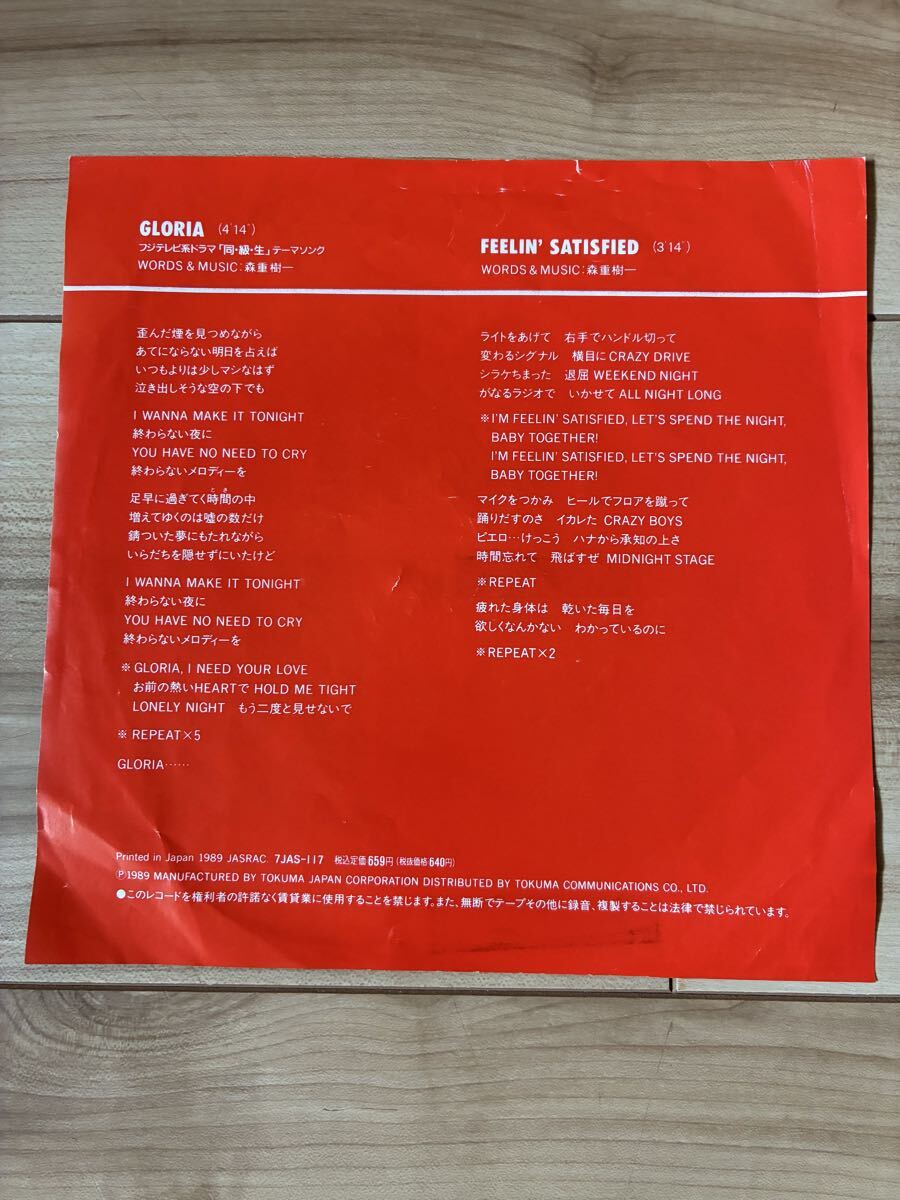 GLORIA (4'14")
フジテレビ系ドラマ「同・級・生」テーマソング
WORDS & MUSIC:森重樹一
歪んだ煙を見つめながら
あてにならない明日を占えば
いつもよりは少しマシなはず
泣き出しそうな空の下でも
I WANNA MAKE IT TONIGHT
終わらない夜に
YOU HAVE NO NEED TO CRY
終わらないメロディーを
とき
足早に過ぎてく時間の中
増えてゆくのは嘘の数だけ
錆ついた夢にもたれながら
いらだちを隠せずにいたけど
I WANNA MAKE IT TONIGHT
終わらない夜に
YOU HAVE NO NEED TO CRY
終わらないメロディーを
※ GLORIA, I NEED YOUR LOVE
お前の熱いHEARTで HOLD ME TIGHT
LONELY NIGHT もう二度と見せないで
※ REPEAT×5
GLORIA……
FEELIN' SATISFIED (3'14")
WORDS & MUSIC:森重樹一
ライトをあげて 右手でハンドル切って
変わるシグナル 横目に CRAZY DRIVE
シラケちまった 退屈 WEEKEND NIGHT
がなるラジオで いかせて ALL NIGHT LONG
※ I'M FEELIN' SATISFIED, LET'S SPEND THE NIGHT,
BABY TOGETHER!
I'M FEELIN' SATISFIED, LET'S SPEND THE NIGHT,
BABY TOGETHER!
マイクをつかみ ヒールでフロアを蹴って
踊りだすのさ イカレた CRAZY BOYS
ピエロ…けっこう ハナから承知の上さ
時間忘れて 飛ばすぜ MIDNIGHT STAGE
※ REPEAT
疲れた身体は 乾いた毎日を
欲しくなんかない わかっているのに
※ REPEAT×2
Printed in Japan 1989 JASRAC. 7JAS-117 税込定価659円(税抜価格640円)
Ⓟ1989 MANUFACTURED BY TOKUMA JAPAN CORPORATION DISTRIBUTED BY TOKUMA COMMUNICATIONS CO., LTD.
●このレコードを権利者の許諾なく賃貸業に使用することを禁じます。また、無断でテープその他に録音、複製することは法律で禁じられています。